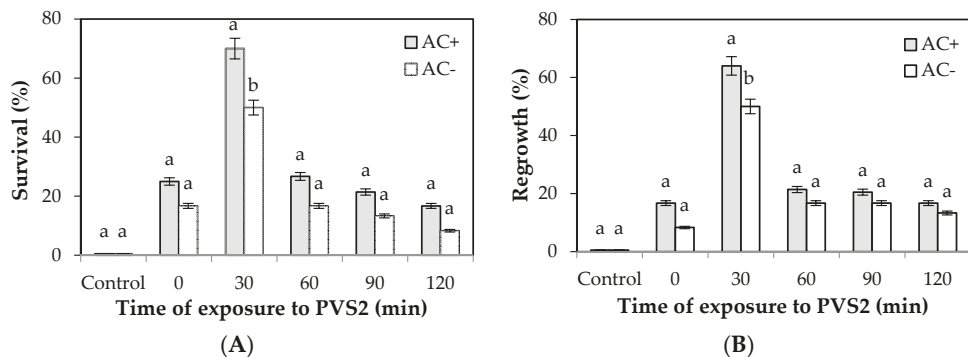 80
60
40
20
0
Survival (%)
AC+
AC-
a a
a a
a b
a a
a a
a a
Control 0 30 60 90 120
Time of exposure to PVS2 (min)
(A)
80
60
40
20
0
Regrowth (%)
AC+
AC-
a a
a a
a b
a a
a a
a a
Control 0 30 60 90 120
Time of exposure to PVS2 (min)
(B)